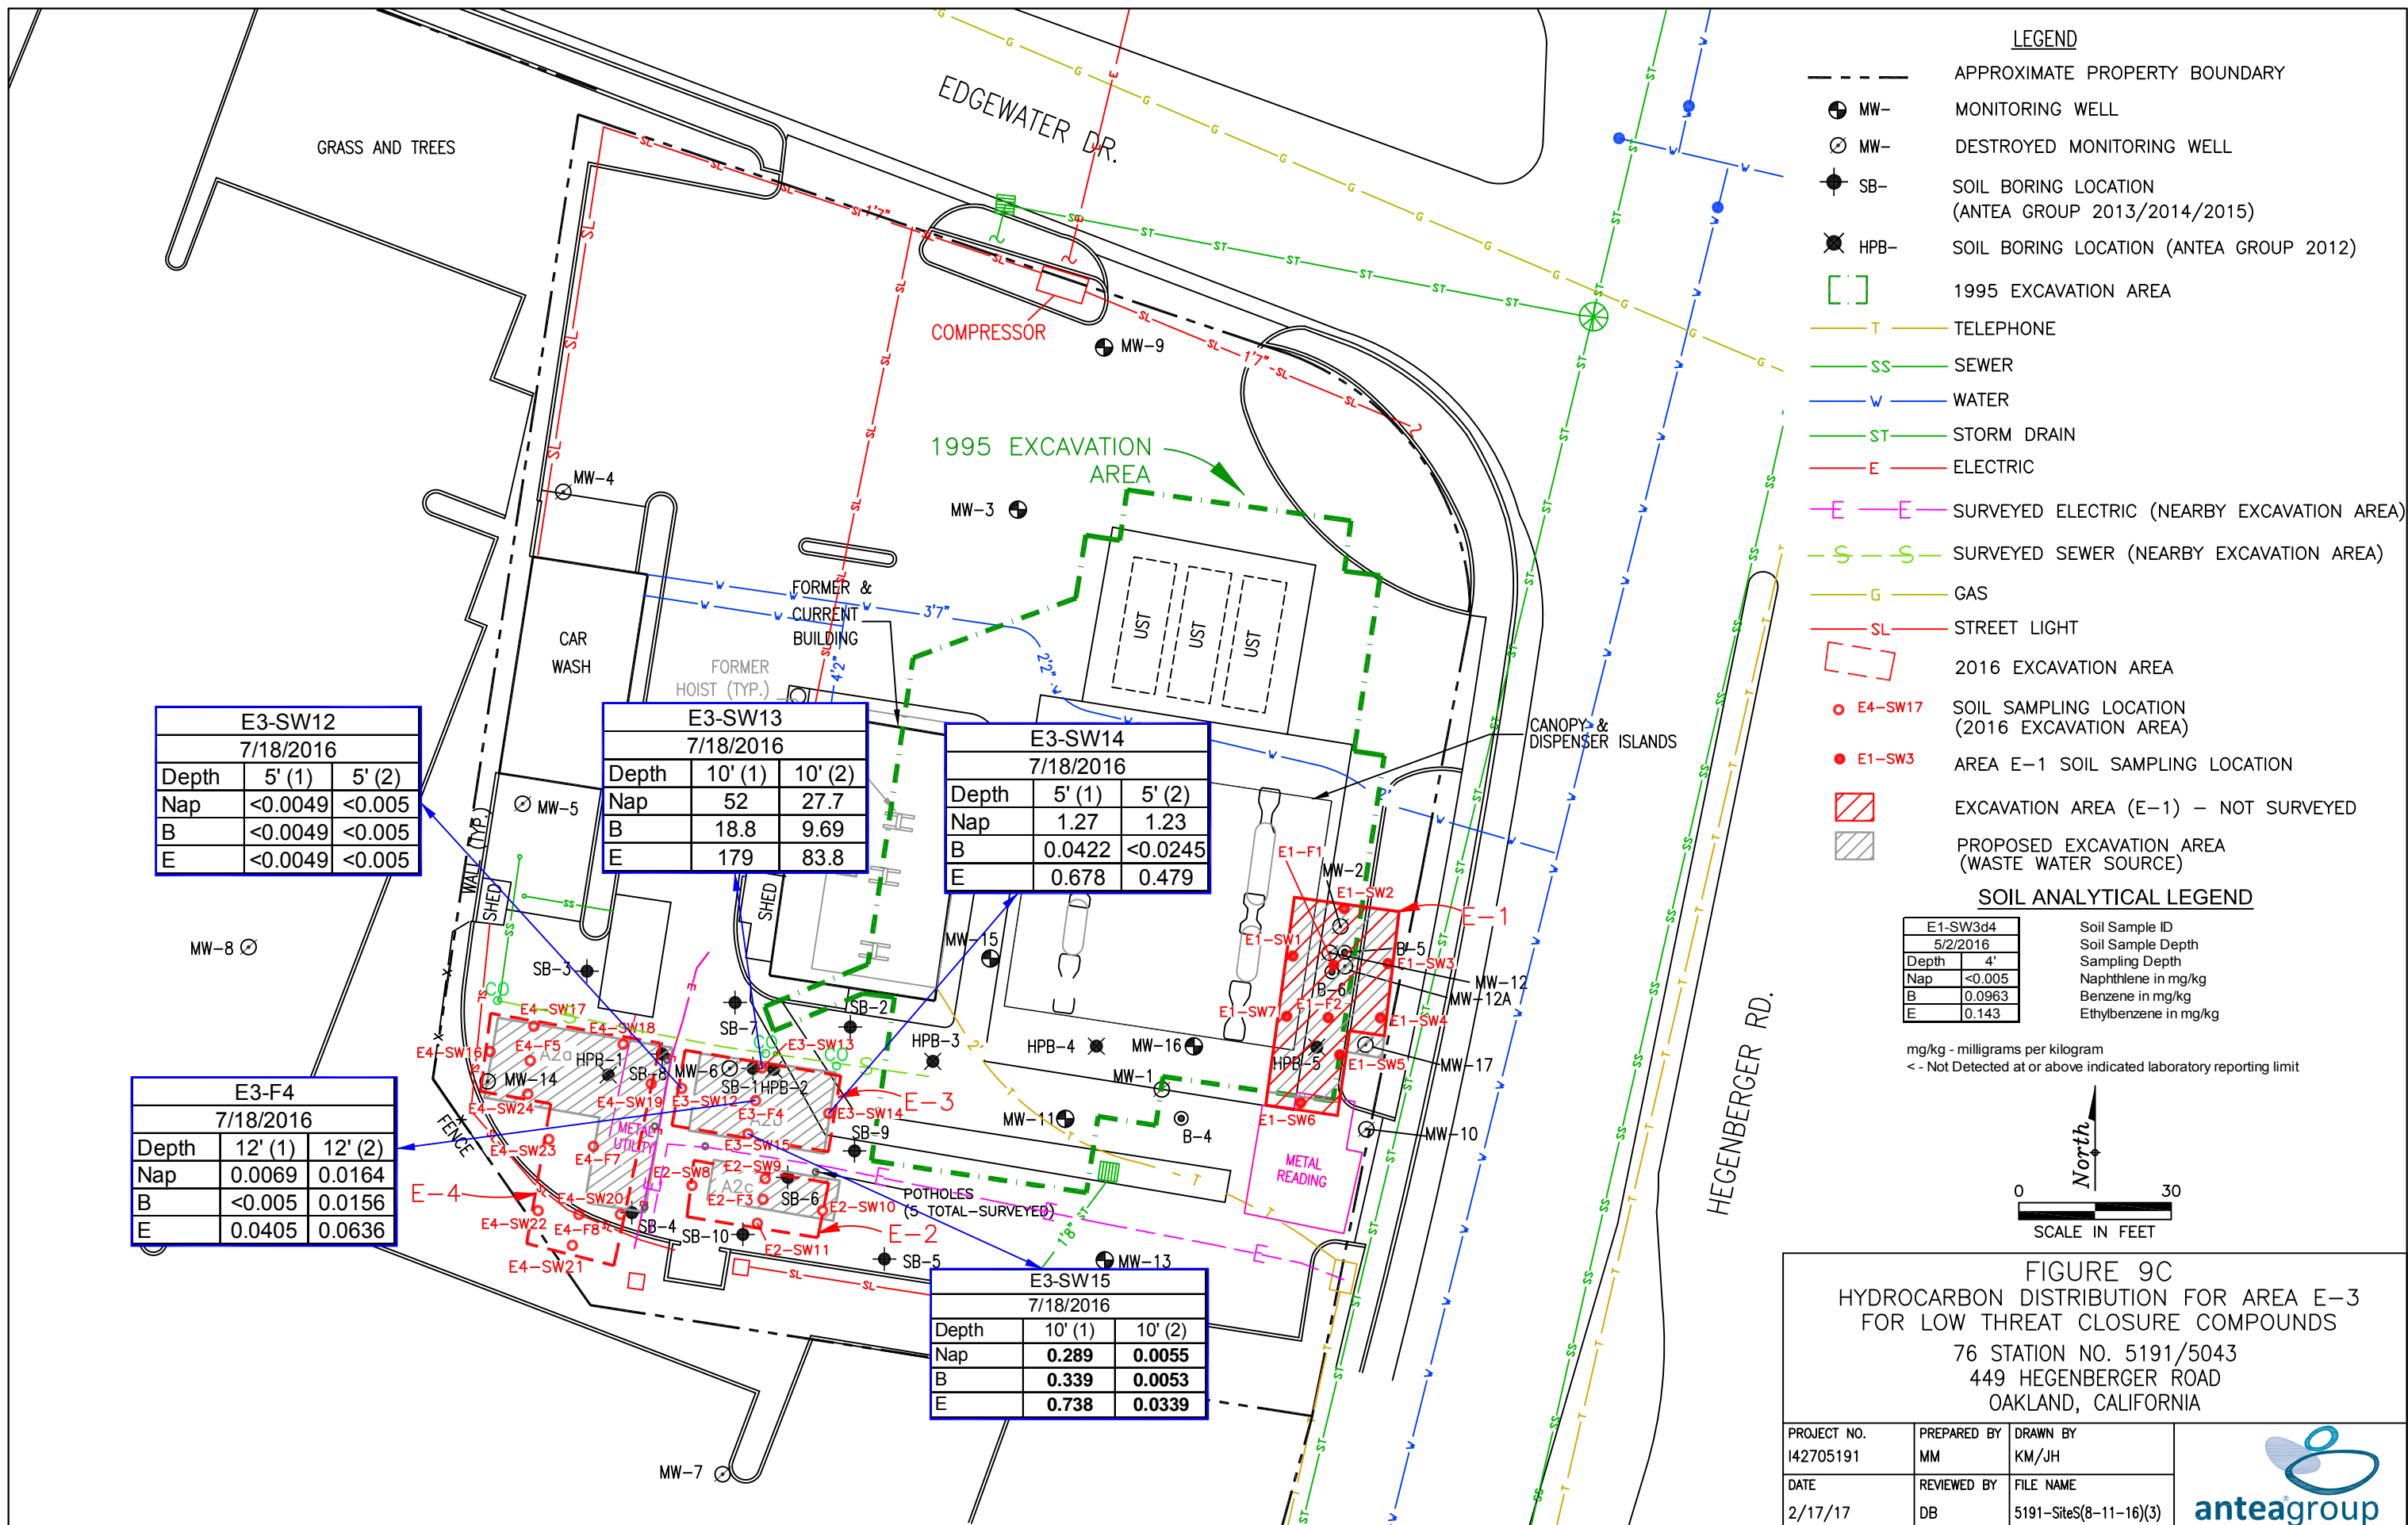 LEGEND
APPROXIMATE PROPERTY BOUNDARY
MW- MONITORING WELL
MW- DESTROYED MONITORING WELL
SB- SOIL BORING LOCATION
(ANTEA GROUP 2013/2014/2015)
HPB- SOIL BORING LOCATION (ANTEA GROUP 2012)
1995 EXCAVATION AREA
T TELEPHONE
SS SEWER
W WATER
ST STORM DRAIN
E ELECTRIC
E E SURVEYED ELECTRIC (NEARBY EXCAVATION AREA)
S S SURVEYED SEWER (NEARBY EXCAVATION AREA)
G GAS
SL STREET LIGHT
2016 EXCAVATION AREA
E4-SW17 SOIL SAMPLING LOCATION
(2016 EXCAVATION AREA)
E1-SW3 AREA E-1 SOIL SAMPLING LOCATION
EXCAVATION AREA (E-1) - NOT SURVEYED
PROPOSED EXCAVATION AREA
(WASTE WATER SOURCE)
SOIL ANALYTICAL LEGEND
E1-SW3d4 Soil Sample ID
5/2/2016 Soil Sample Depth
Depth 4' Sampling Depth
Nap <0.005 Naphthlene in mg/kg
B 0.0963 Benzene in mg/kg
E 0.143 Ethylbenzene in mg/kg
mg/kg - milligrams per kilogram
< - Not Detected at or above indicated laboratory reporting limit
North
0 30
SCALE IN FEET
FIGURE 9C
HYDROCARBON DISTRIBUTION FOR AREA E-3
FOR LOW THREAT CLOSURE COMPOUNDS
76 STATION NO. 5191/5043
449 HEGENBERGER ROAD
OAKLAND, CALIFORNIA
PROJECT NO. PREPARED BY DRAWN BY
I42705191 MM KM/JH
DATE REVIEWED BY FILE NAME
2/17/17 DB 5191-SiteS(8-11-16)(3)
anteagroup
EDGEWATER DR.
GRASS AND TREES
1'7"
COMPRESSOR
MW-9
1'7"
1995 EXCAVATION
AREA
MW-4
MW-3
FORMER &
CURRENT
BUILDING
3'7"
2'2"
4'2"
UST
UST
UST
CAR
WASH
FORMER
HOIST (TYP.)
CANOPY &
DISPENSER ISLANDS
2'
E3-SW12
7/18/2016
Depth 5' (1) 5' (2)
Nap <0.0049 <0.005
B <0.0049 <0.005
E <0.0049 <0.005
E3-SW13
7/18/2016
Depth 10' (1) 10' (2)
Nap 52 27.7
B 18.8 9.69
E 179 83.8
E3-SW14
7/18/2016
Depth 5' (1) 5' (2)
Nap 1.27 1.23
B 0.0422 <0.0245
E 0.678 0.479
MW-5
WALL (TYP.)
SHED
SHED
MW-8
SB-3
MW-15
E1-F1
MW-2
E1-SW2
E-1
E1-SW1
B-5
E1-SW3
MW-12
MW-12A
B-6
E1-SW7
E1-F2
E1-SW4
HPB-5
MW-17
E1-SW5
E1-SW6
MW-10
CO
SB-7
SB-2
CO
CO
HPB-3
HPB-4
MW-16
MW-1
MW-11
B-4
2'
METAL
READING
E4-SW17
E4-SW18
E4-SW16
E4-F5
A2a
HPB-1
SB-8
MW-14
E4-SW24
E4-SW19
E4-SW23
E4-F7
METAL
UTILITY
E4-SW20
E4-SW22
E4-F8
E4-SW21
SB-4
E-4
FENCE
MW-6
SB-1
HPB-2
E3-SW13
E3-SW12
E3-F4
A2b
E3-SW14
E-3
E3-SW15
SB-9
E2-SW8
E2-SW9
A2c
E2-F3
SB-6
E2-SW10
E2-SW11
E-2
SB-10
SB-5
POTHOLES
(5 TOTAL-SURVEYED)
1'8"
MW-13
HEGENBERGER RD.
E3-F4
7/18/2016
Depth 12' (1) 12' (2)
Nap 0.0069 0.0164
B <0.005 0.0156
E 0.0405 0.0636
E3-SW15
7/18/2016
Depth 10' (1) 10' (2)
Nap 0.289 0.0055
B 0.339 0.0053
E 0.738 0.0339
MW-7